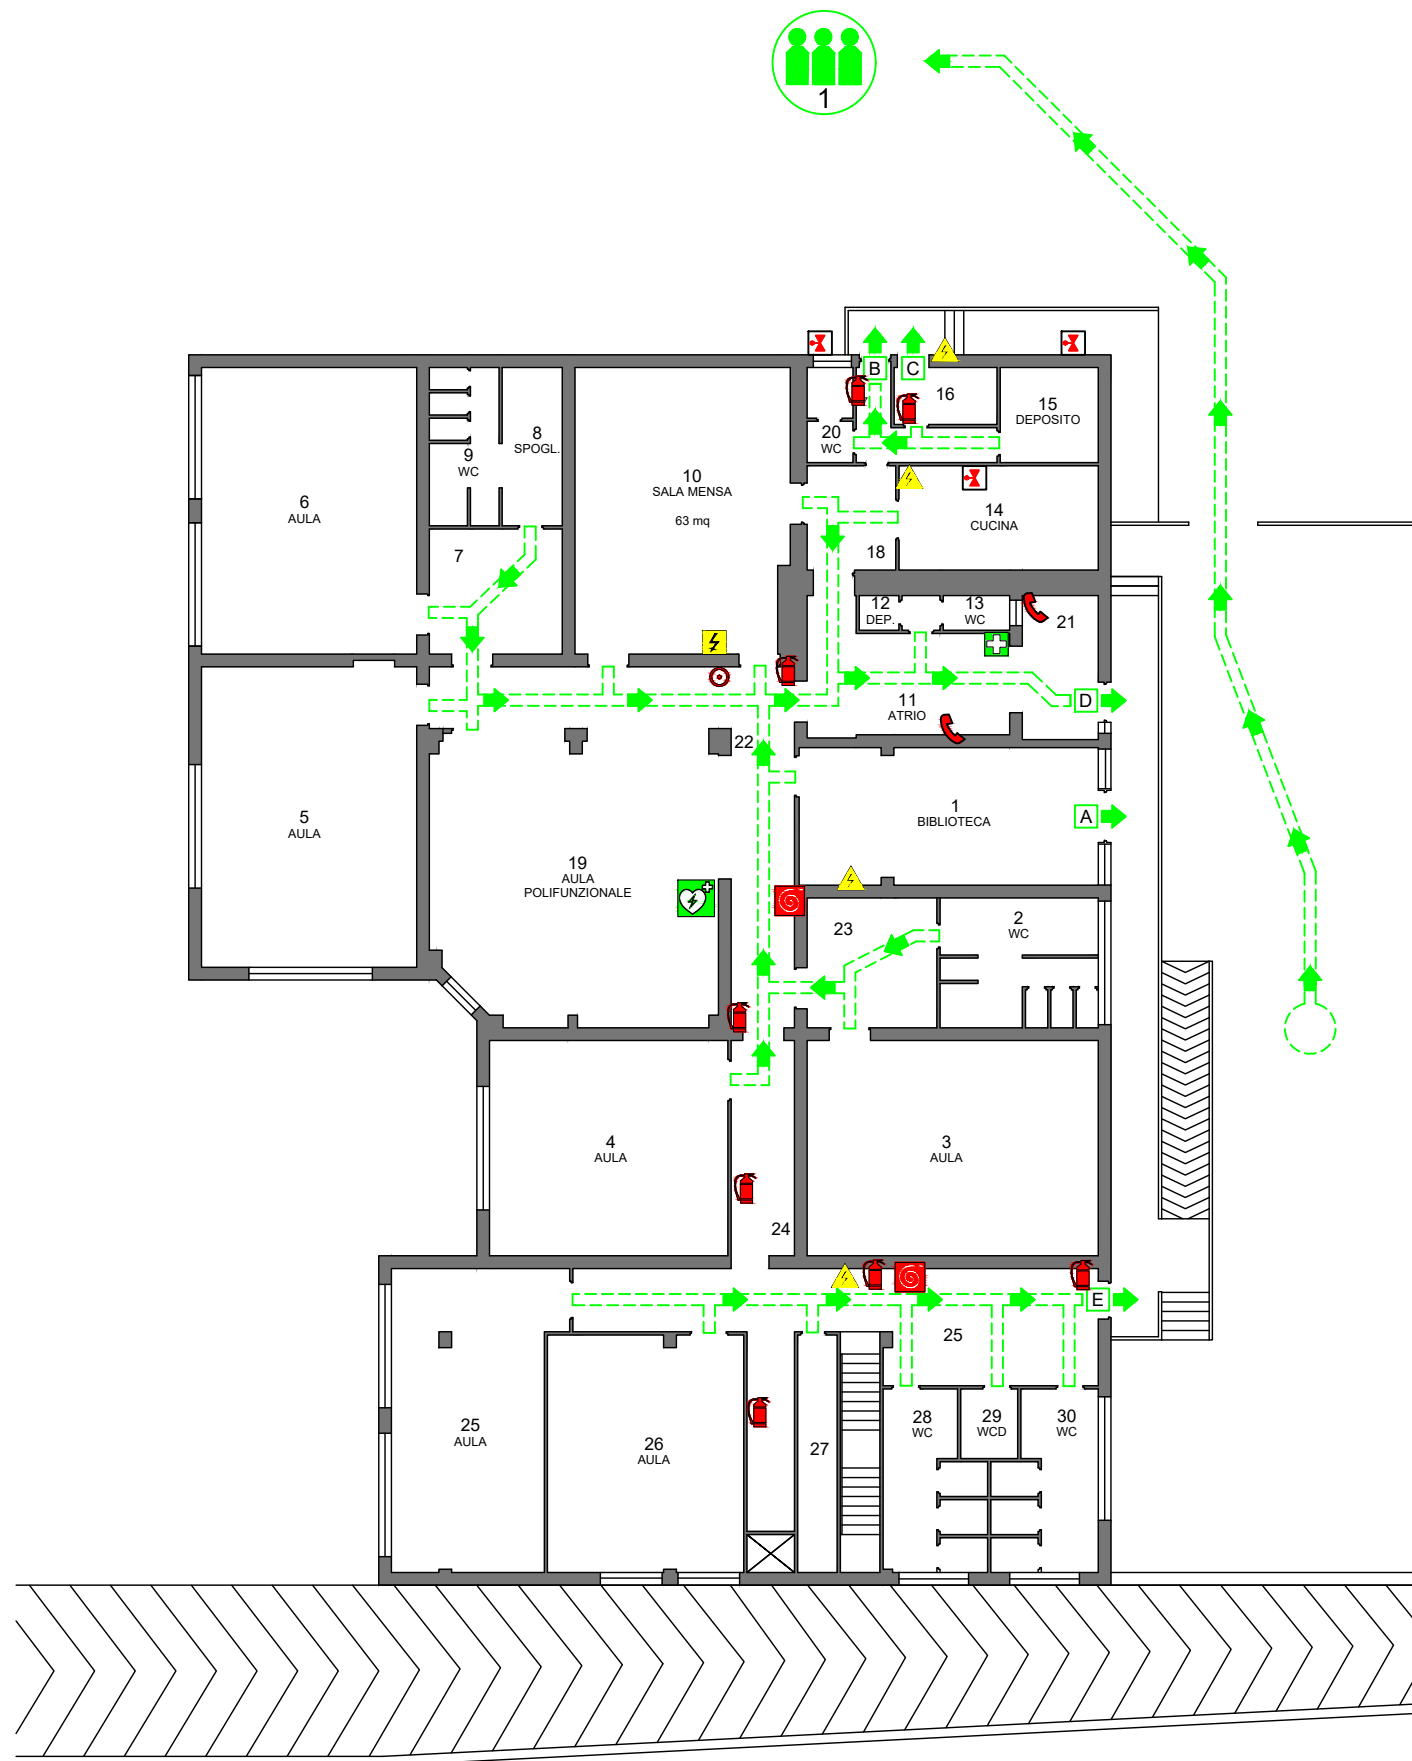 1
B
C
16
15
DEPOSITO
20
WC
8
SPOGL.
9
WC
10
SALA MENSA
63 mq
6
AULA
14
CUCINA
7
18
12
DEP.
13
WC
21
D
11
ATRIO
22
1
BIBLIOTECA
A
5
AULA
19
AULA
POLIFUNZIONALE
23
2
WC
4
AULA
3
AULA
24
E
25
25
AULA
26
AULA
27
28
WC
29
WCD
30
WC